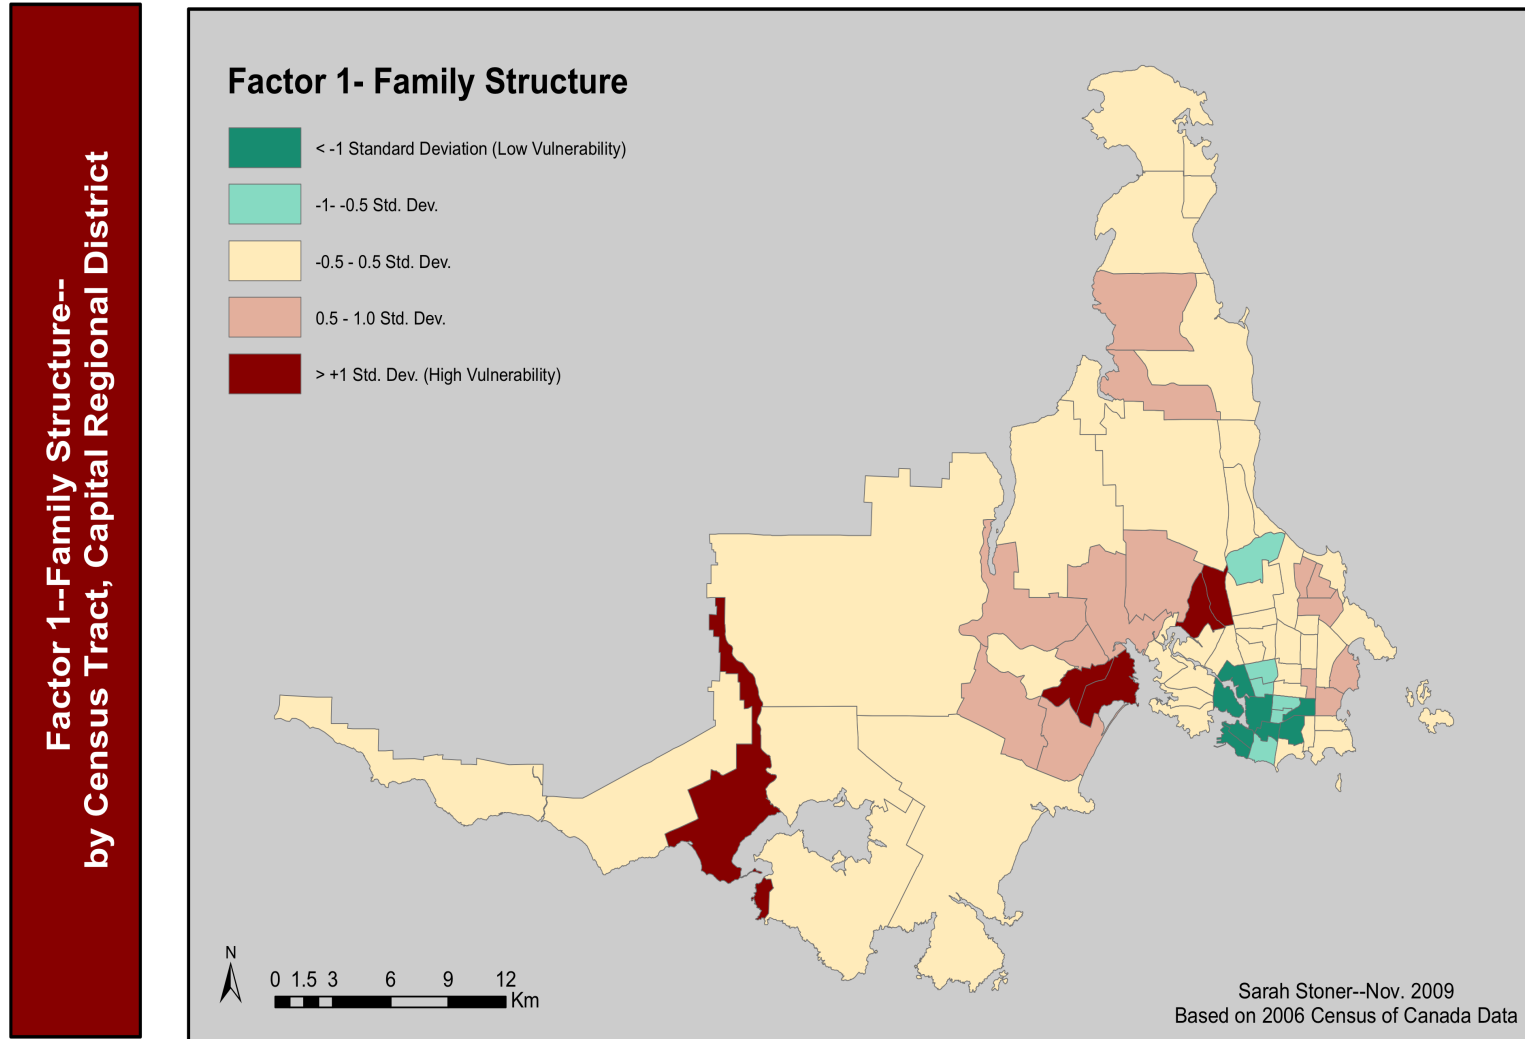 Factor 1--Family Structure--
by Census Tract, Capital Regional District
Factor 1- Family Structure
< -1 Standard Deviation (Low Vulnerability)
-1- -0.5 Std. Dev.
-0.5 - 0.5 Std. Dev.
0.5 - 1.0 Std. Dev.
> +1 Std. Dev. (High Vulnerability)
N
0 1.5 3 6 9 12
Km
Sarah Stoner--Nov. 2009
Based on 2006 Census of Canada Data